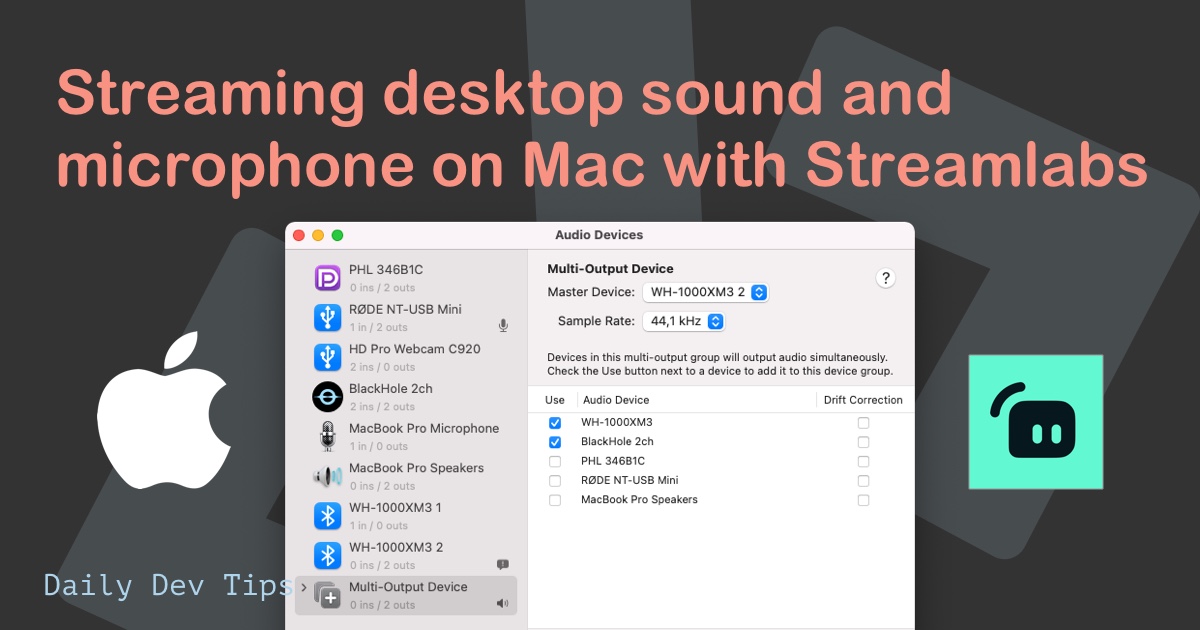 Streaming desktop sound and
microphone on Mac with Streamlabs
Audio Devices
PHL 346B1C
0 ins / 2 outs
RØDE NT-USB Mini
1 in / 2 outs
HD Pro Webcam C920
2 ins / 0 outs
BlackHole 2ch
2 ins / 2 outs
MacBook Pro Microphone
1 in / 0 outs
MacBook Pro Speakers
0 ins / 2 outs
WH-1000XM3 1
1 in / 0 outs
WH-1000XM3 2
0 ins / 2 outs
Multi-Output Device
0 ins / 2 outs
Multi-Output Device
?
Master Device: WH-1000XM3 2
Sample Rate: 44,1 kHz
Devices in this multi-output group will output audio simultaneously.
Check the Use button next to a device to add it to this device group.
Use Audio Device Drift Correction
WH-1000XM3
BlackHole 2ch
PHL 346B1C
RØDE NT-USB Mini
MacBook Pro Speakers
Daily Dev Tips